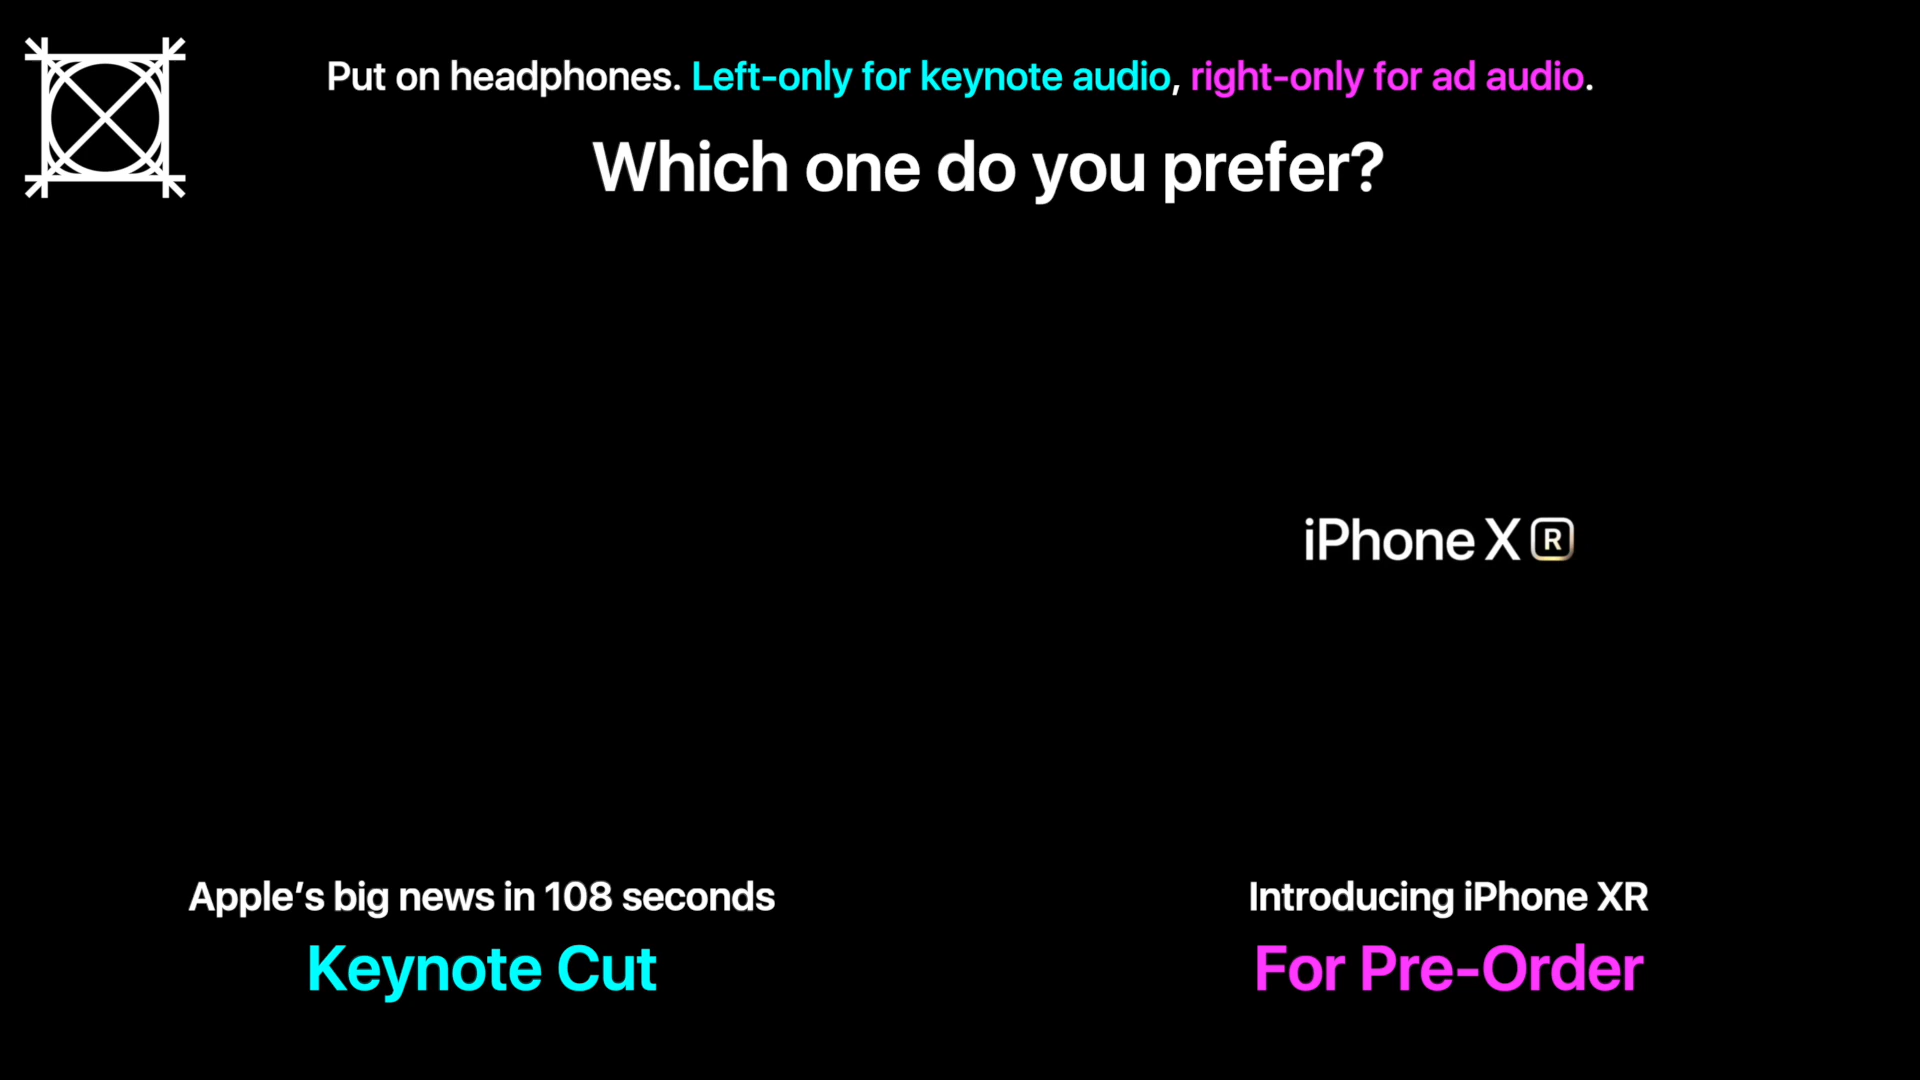 Put on headphones. Left-only for keynote audio, right-only for ad audio.
Which one do you prefer?
iPhone X R
Apple’s big news in 108 seconds
Keynote Cut
Introducing iPhone XR
For Pre-Order